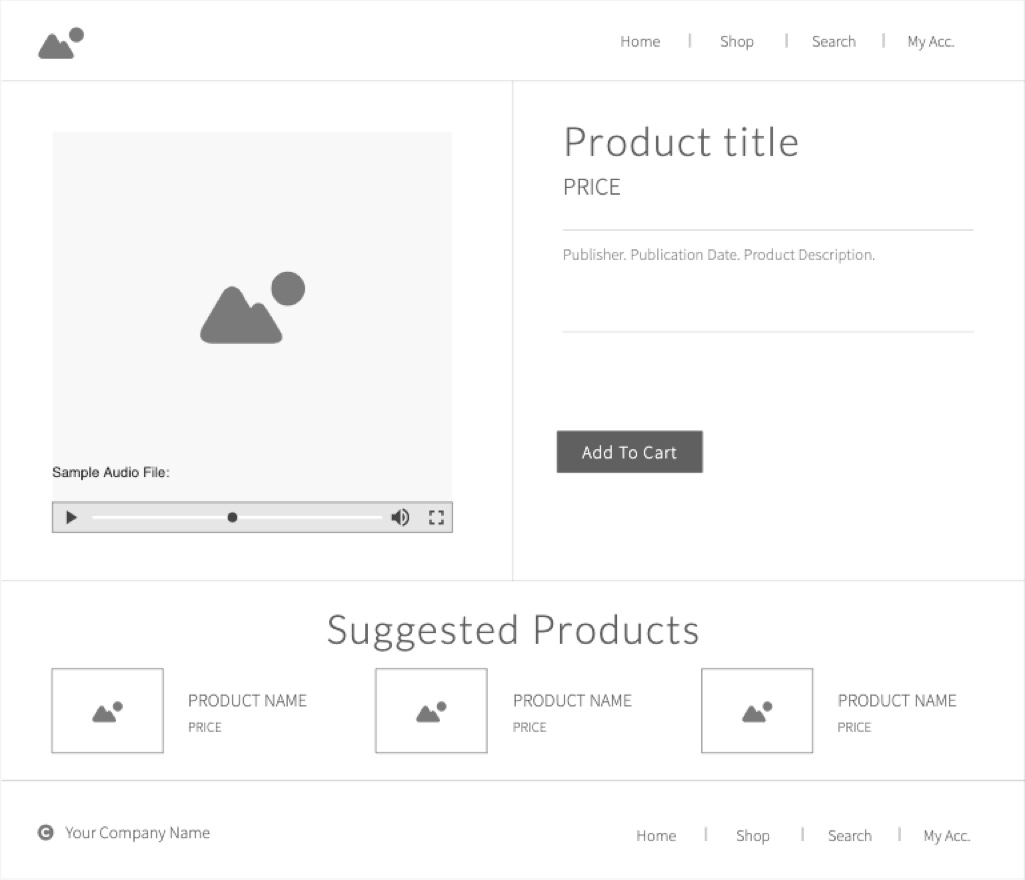 Home | Shop | Search | My Acc.
Product title
PRICE
Publisher. Publication Date. Product Description.
Sample Audio File:
Add To Cart
Suggested Products
PRODUCT NAME
PRICE
PRODUCT NAME
PRICE
PRODUCT NAME
PRICE
© Your Company Name
Home | Shop | Search | My Acc.